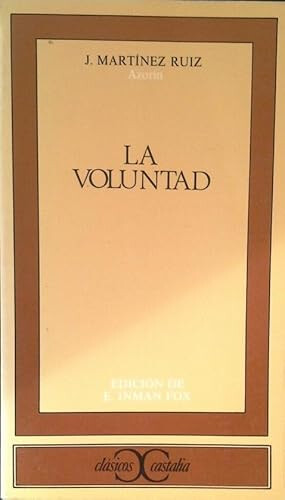 J. MARTÍNEZ RUIZ
Azorín
LA
VOLUNTAD
EDICIÓN DE
E. INMAN FOX
clásicos castalia